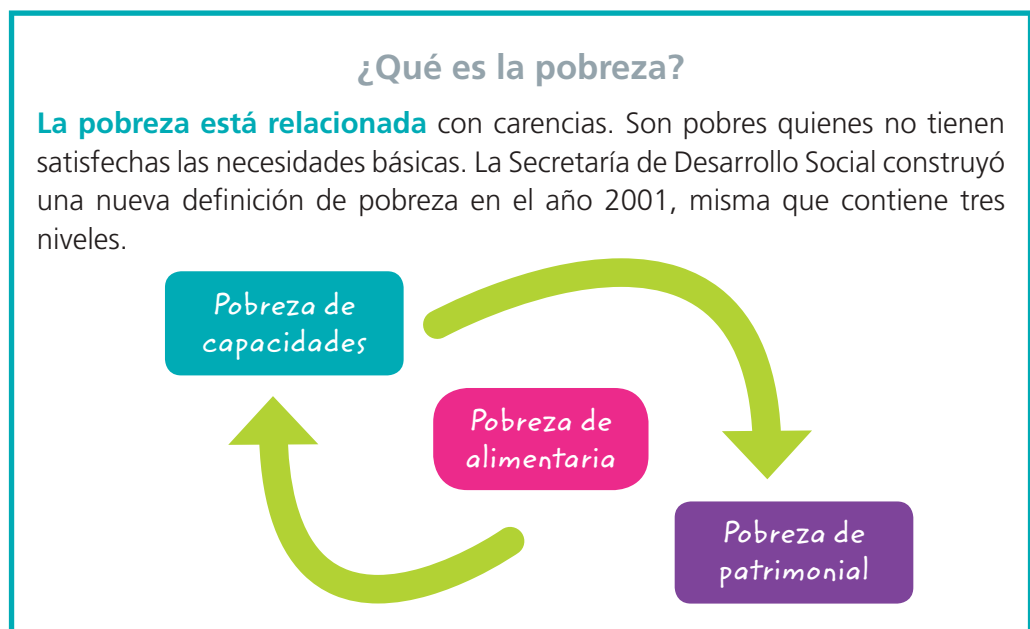 ¿Qué es la pobreza?
La pobreza está relacionada con carencias. Son pobres quienes no tienen
satisfechas las necesidades básicas. La Secretaría de Desarrollo Social construyó
una nueva definición de pobreza en el año 2001, misma que contiene tres
niveles.
Pobreza de
capacidades
Pobreza de
alimentaria
Pobreza de
patrimonial